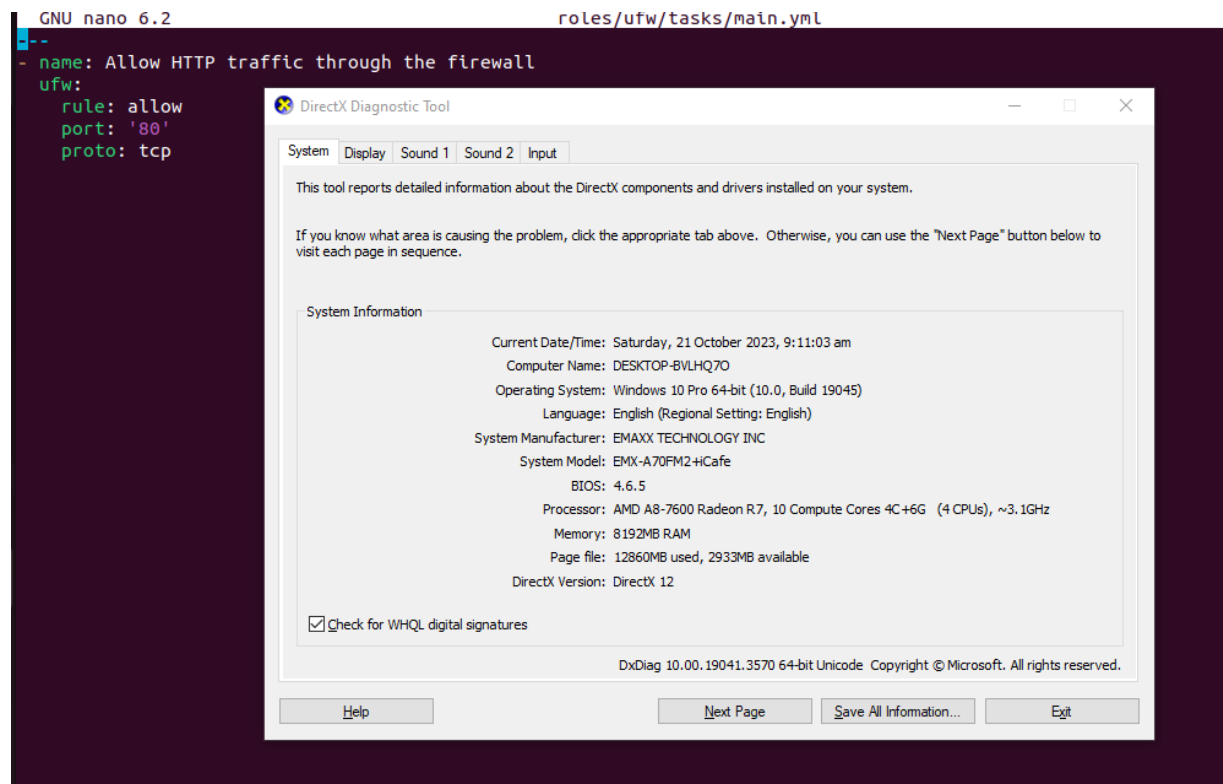 GNU nano 6.2 roles/ufw/tasks/main.yml
---
- name: Allow HTTP traffic through the firewall
  ufw:
    rule: allow
    port: '80'
    proto: tcp
DirectX Diagnostic Tool
System Display Sound 1 Sound 2 Input
This tool reports detailed information about the DirectX components and drivers installed on your system.
If you know what area is causing the problem, click the appropriate tab above. Otherwise, you can use the "Next Page" button below to
visit each page in sequence.
System Information
Current Date/Time: Saturday, 21 October 2023, 9:11:03 am
Computer Name: DESKTOP-BVLHQ7O
Operating System: Windows 10 Pro 64-bit (10.0, Build 19045)
Language: English (Regional Setting: English)
System Manufacturer: EMAXX TECHNOLOGY INC
System Model: EMX-A70FM2+iCafe
BIOS: 4.6.5
Processor: AMD A8-7600 Radeon R7, 10 Compute Cores 4C+6G (4 CPUs), ~3.1GHz
Memory: 8192MB RAM
Page file: 12860MB used, 2933MB available
DirectX Version: DirectX 12
Check for WHQL digital signatures
DxDiag 10.00.19041.3570 64-bit Unicode Copyright © Microsoft. All rights reserved.
Help Next Page Save All Information... Exit